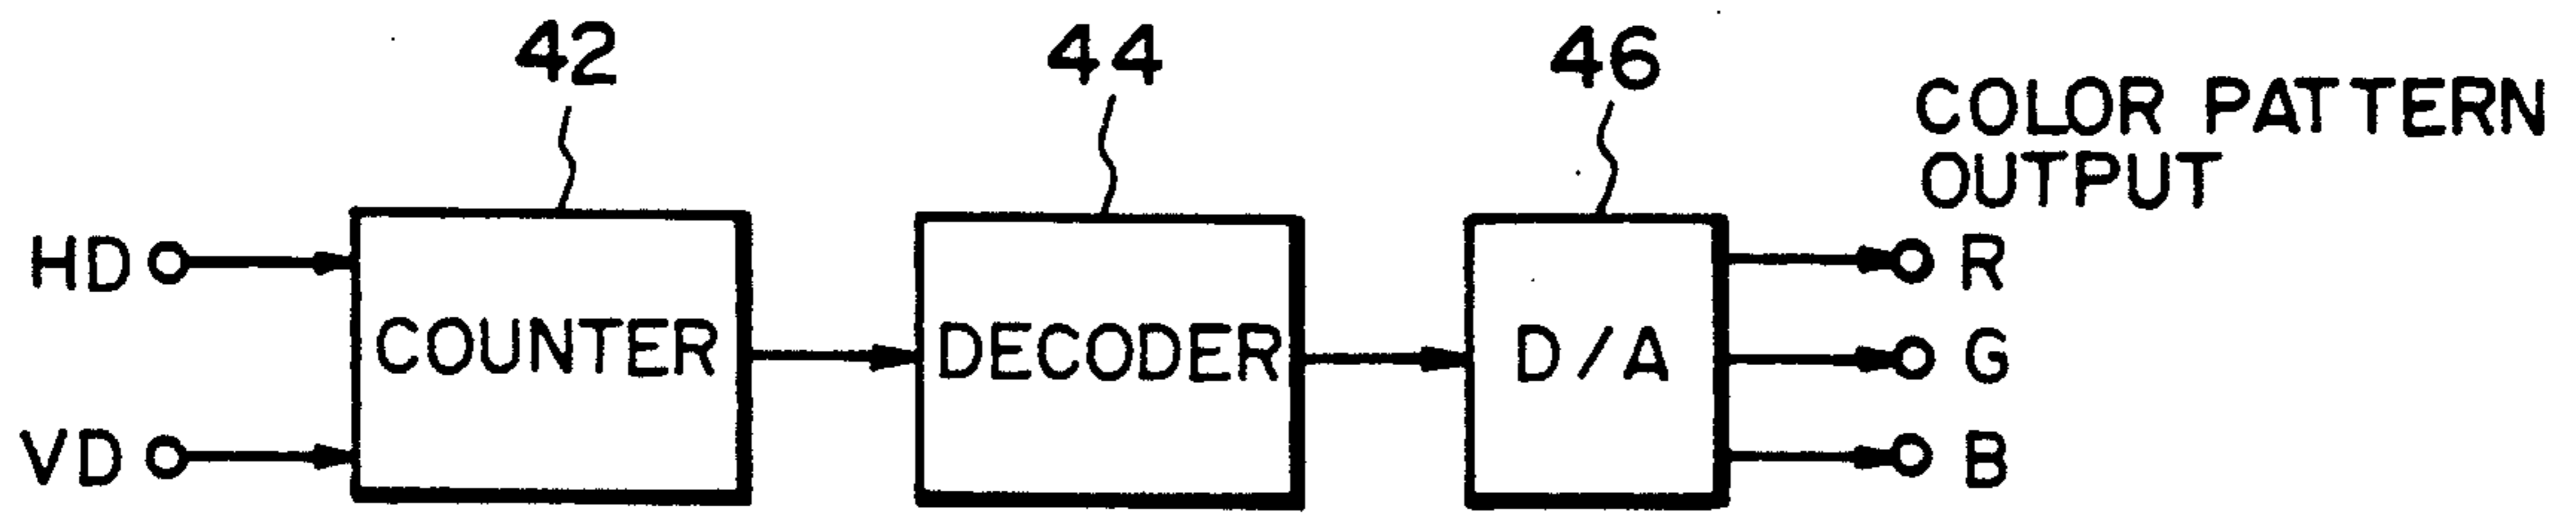 42
44
46
COLOR PATTERN
OUTPUT
HD
VD
COUNTER
DECODER
D/A
R
G
B